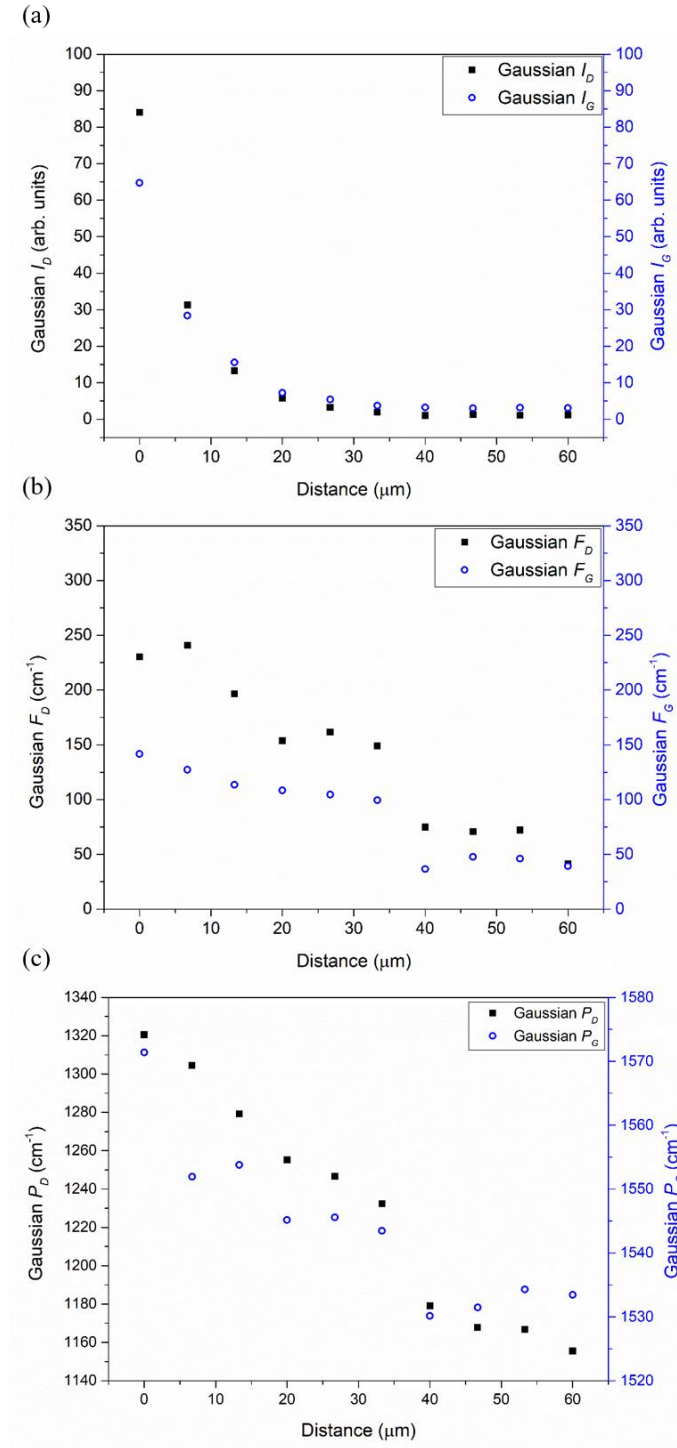 (a)
Gaussian I_D
Gaussian I_G
100
90
80
70
60
50
40
30
20
10
0
Gaussian I_D (arb. units)
100
90
80
70
60
50
40
30
20
10
0
Gaussian I_G (arb. units)
0 10 20 30 40 50 60
Distance (μm)
(b)
Gaussian F_D
Gaussian F_G
350
300
250
200
150
100
50
0
Gaussian F_D (cm⁻¹)
350
300
250
200
150
100
50
0
Gaussian F_G (cm⁻¹)
0 10 20 30 40 50 60
Distance (μm)
(c)
Gaussian P_D
Gaussian P_G
1340
1320
1300
1280
1260
1240
1220
1200
1180
1160
1140
Gaussian P_D (cm⁻¹)
1580
1570
1560
1550
1540
1530
1520
Gaussian P (cm⁻¹)
0 10 20 30 40 50 60
Distance (μm)